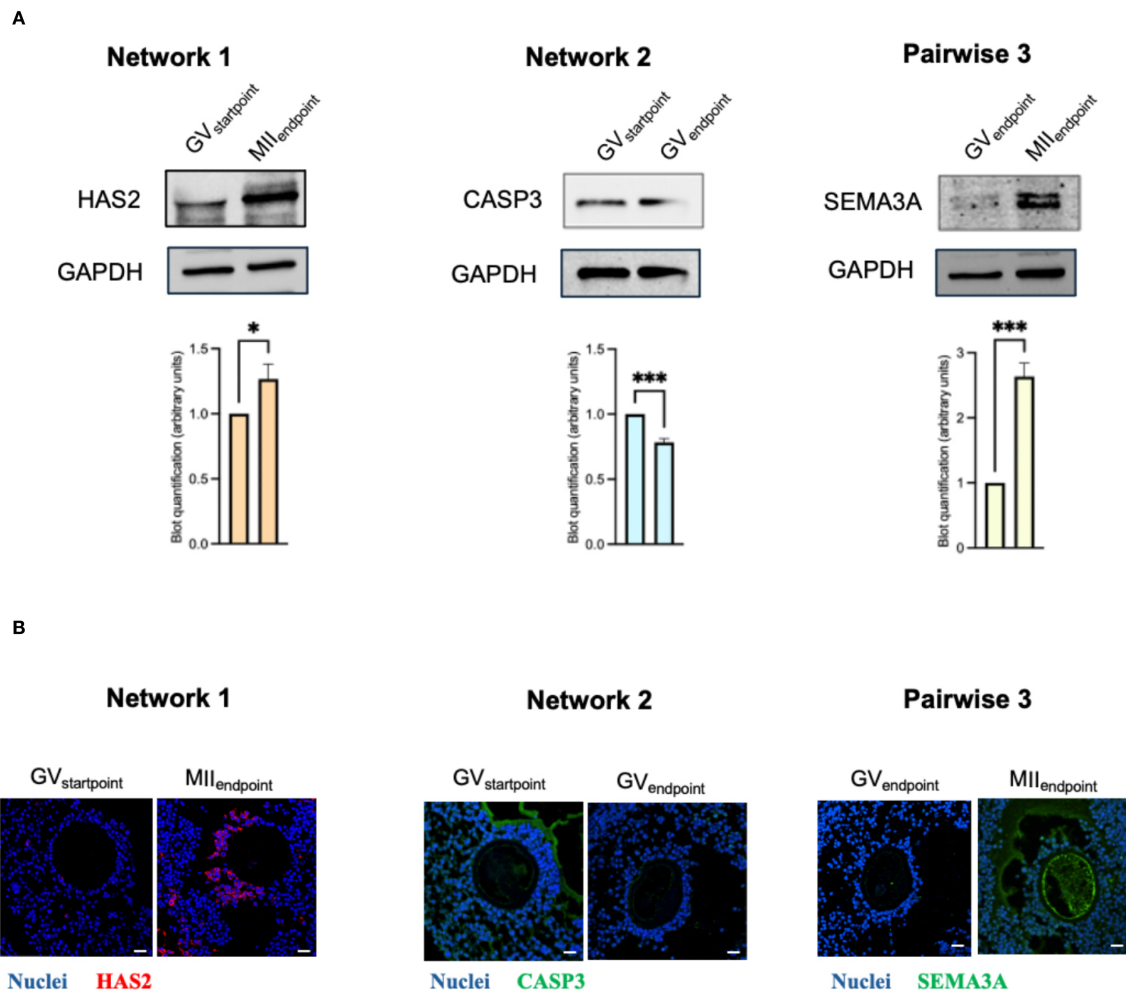 A
Network 1
Network 2
Pairwise 3
GVstartpoint
MIIendpoint
GVstartpoint
GVendpoint
GVendpoint
MIIendpoint
HAS2
CASP3
SEMA3A
GAPDH
GAPDH
GAPDH
Blot quantification (arbitrary units)
1.5
1.0
0.5
0.0
*
Blot quantification (arbitrary units)
1.5
1.0
0.5
0.0
***
Blot quantification (arbitrary units)
3
2
1
0
***
B
Network 1
Network 2
Pairwise 3
GVstartpoint
MIIendpoint
GVstartpoint
GVendpoint
GVendpoint
MIIendpoint
Nuclei HAS2
Nuclei CASP3
Nuclei SEMA3A